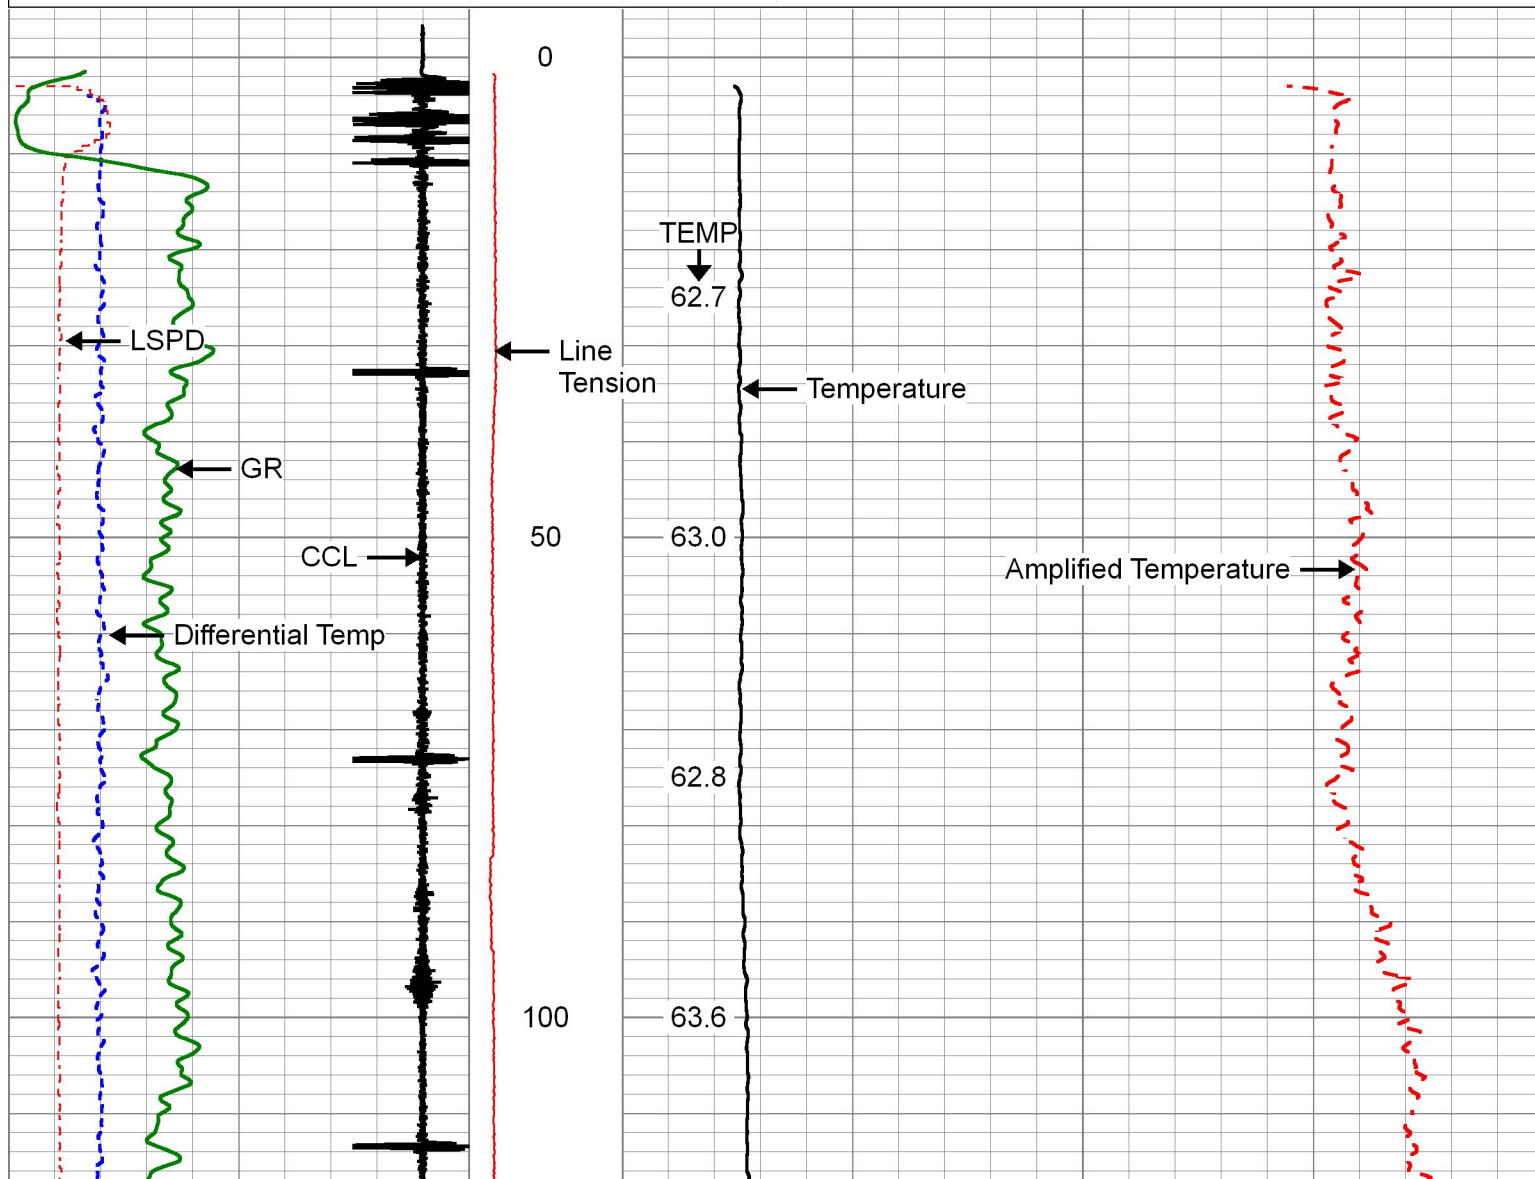 0
TEMP
62.7
LSPD
Line
Tension
Temperature
GR
50
63.0
CCL
Amplified Temperature
Differential Temp
62.8
100
63.6